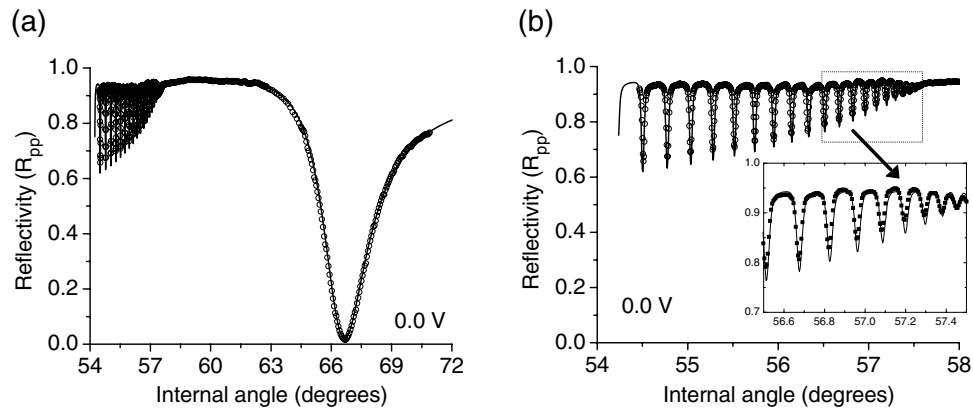 (a)
Reflectivity (Rpp)
1.0
0.8
0.6
0.4
0.2
0.0
54 57 60 63 66 69 72
0.0 V
Internal angle (degrees)
(b)
Reflectivity (Rpp)
1.0
0.8
0.6
0.4
0.2
0.0
54 55 56 57 58
0.0 V
Internal angle (degrees)
1.0
0.9
0.8
0.7
56.6 56.8 57.0 57.2 57.4